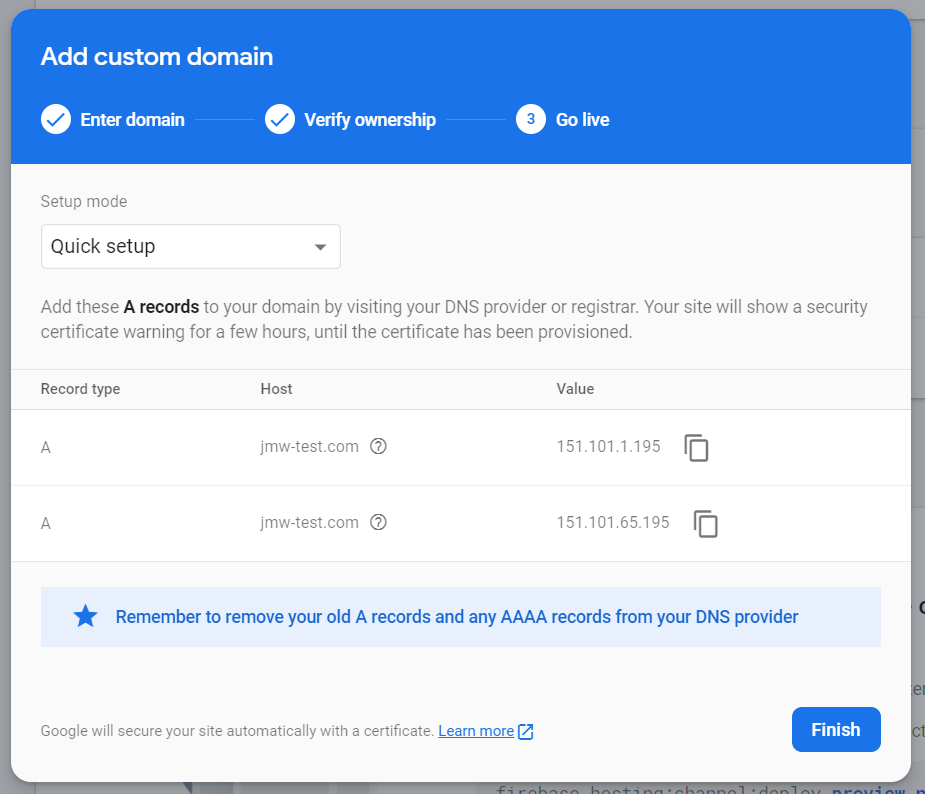 Add custom domain
Enter domain
Verify ownership
3 Go live
Setup mode
Quick setup
Add these A records to your domain by visiting your DNS provider or registrar. Your site will show a security
certificate warning for a few hours, until the certificate has been provisioned.
Record type Host Value
A jmw-test.com 151.101.1.195
A jmw-test.com 151.101.65.195
Remember to remove your old A records and any AAAA records from your DNS provider
Google will secure your site automatically with a certificate. Learn more
Finish
firebase hosting:channel:deploy